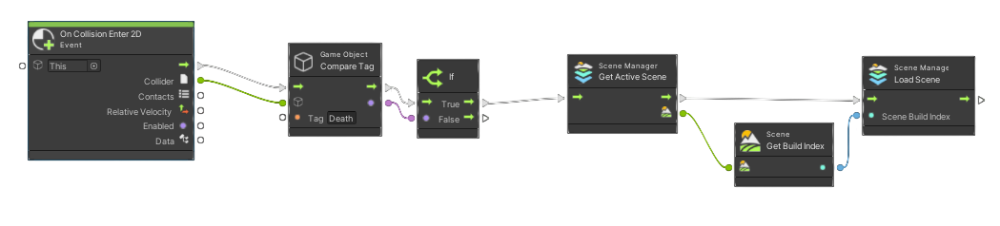 On Collision Enter 2D
Event
This
Collider
Contacts
Relative Velocity
Enabled
Data
Game Object
Compare Tag
Tag Death
If
True
False
Scene Manager
Get Active Scene
Scene
Get Build Index
Scene Manage
Load Scene
Scene Build Index